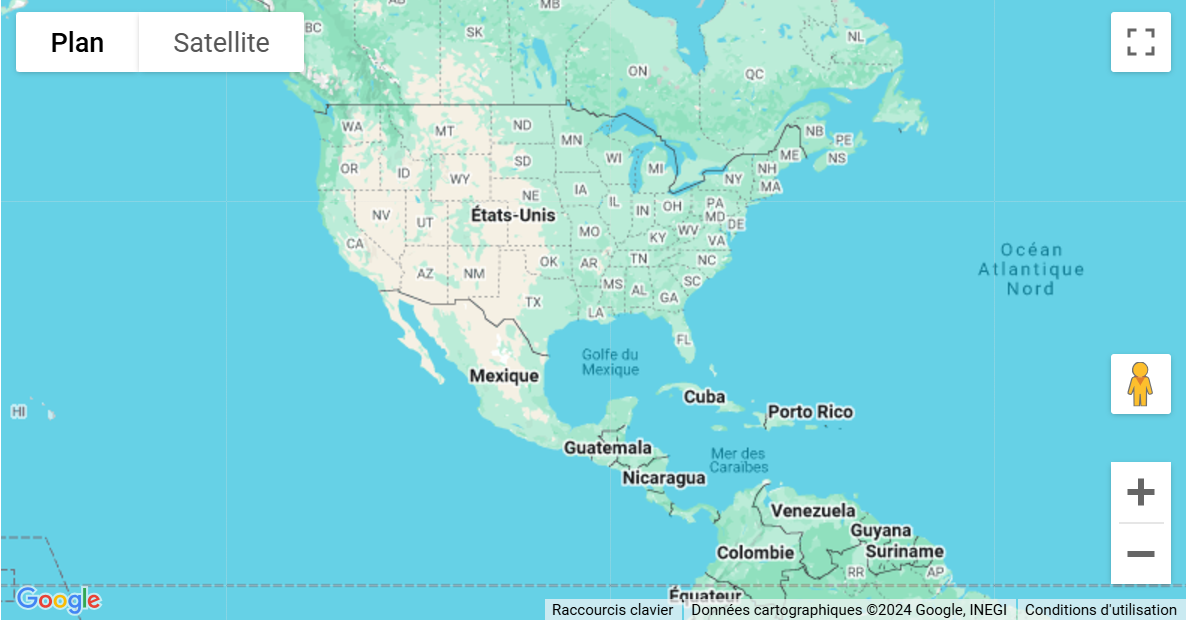 Plan
Satellite
BC
AB
MB
SK
NL
ON
QC
WA
MT
ND
MN
NB
PE
NS
ME
WI
MI
NH
MA
NY
OR
ID
WY
SD
IA
NE
IL
IN
OH
PA
MD
DE
NV
UT
États-Unis
MO
KY
WV
VA
CA
OK
AR
TN
NC
AZ
NM
MS
AL
GA
SC
TX
LA
FL
Océan
Atlantique
Nord
Golfe du
Mexique
Mexique
Cuba
Porto Rico
HI
Guatemala
Mer des
Caraïbes
Nicaragua
Venezuela
Guyana
Colombie
Suriname
RR
AP
Équateur
Google
Raccourcis clavier
Données cartographiques ©2024 Google, INEGI
Conditions d'utilisation